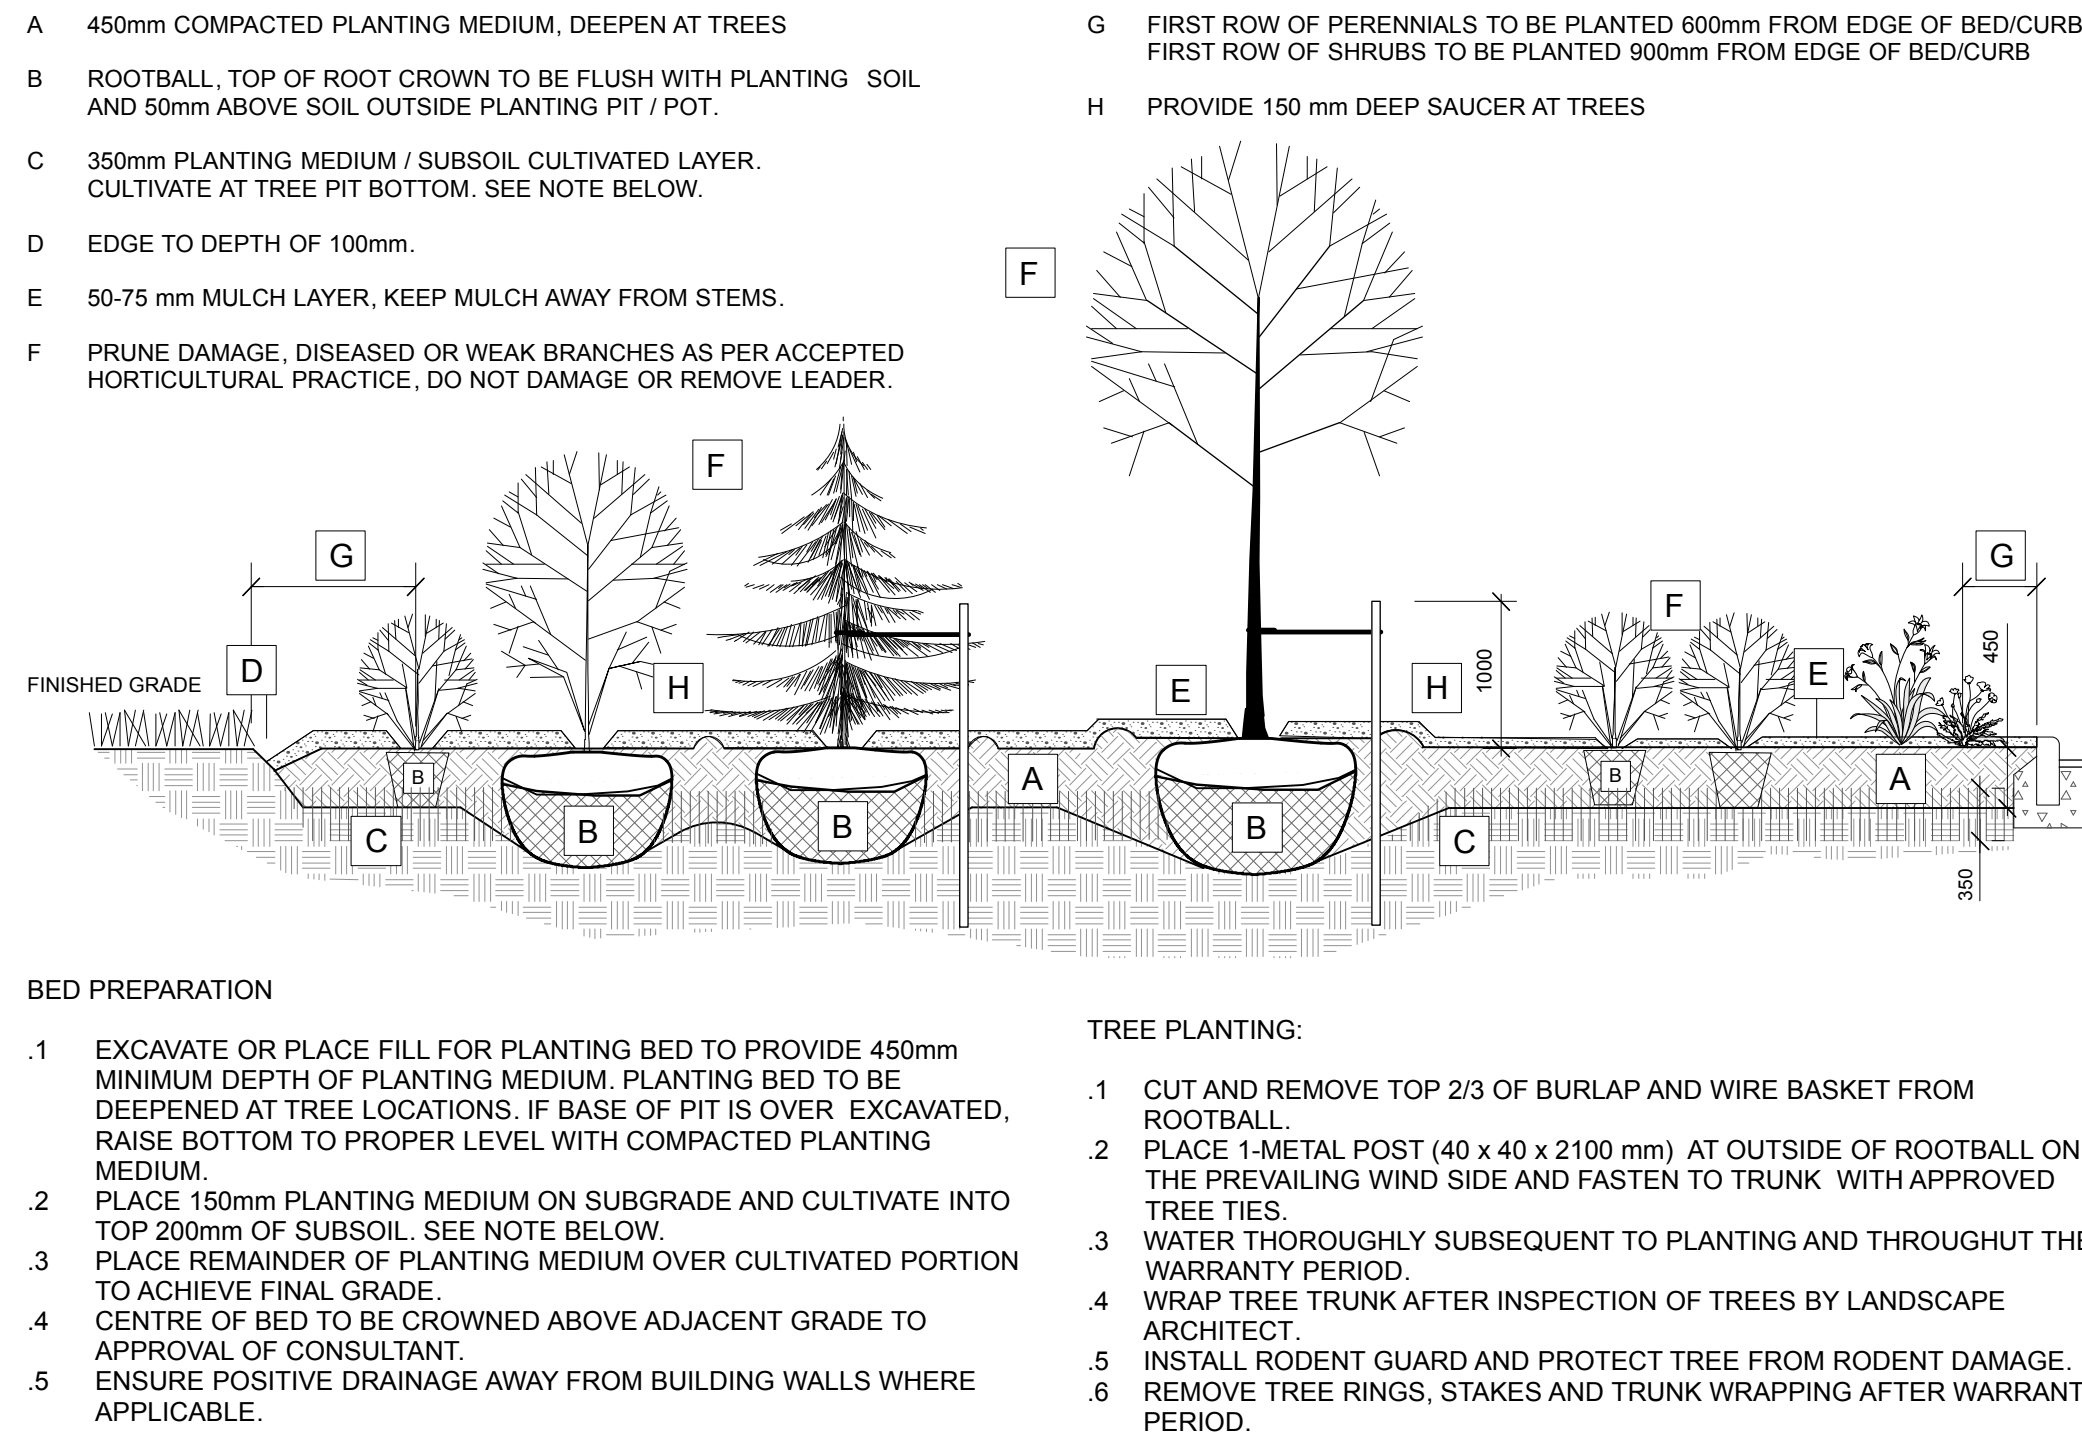 A 450mm COMPACTED PLANTING MEDIUM, DEEPEN AT TREES
B ROOTBALL, TOP OF ROOT CROWN TO BE FLUSH WITH PLANTING SOIL
AND 50mm ABOVE SOIL OUTSIDE PLANTING PIT / POT.
C 350mm PLANTING MEDIUM / SUBSOIL CULTIVATED LAYER.
CULTIVATE AT TREE PIT BOTTOM. SEE NOTE BELOW.
D EDGE TO DEPTH OF 100mm.
E 50-75 mm MULCH LAYER, KEEP MULCH AWAY FROM STEMS.
F PRUNE DAMAGE, DISEASED OR WEAK BRANCHES AS PER ACCEPTED
HORTICULTURAL PRACTICE, DO NOT DAMAGE OR REMOVE LEADER.
G FIRST ROW OF PERENNIALS TO BE PLANTED 600mm FROM EDGE OF BED/CURB
FIRST ROW OF SHRUBS TO BE PLANTED 900mm FROM EDGE OF BED/CURB
H PROVIDE 150 mm DEEP SAUCER AT TREES
F
F
G
G
F
D
H
E
H
1000
E
450
FINISHED GRADE
B
A
B
A
C
B
B
B
C
350
BED PREPARATION
.1 EXCAVATE OR PLACE FILL FOR PLANTING BED TO PROVIDE 450mm
MINIMUM DEPTH OF PLANTING MEDIUM. PLANTING BED TO BE
DEEPENED AT TREE LOCATIONS. IF BASE OF PIT IS OVER EXCAVATED,
RAISE BOTTOM TO PROPER LEVEL WITH COMPACTED PLANTING
MEDIUM.
.2 PLACE 150mm PLANTING MEDIUM ON SUBGRADE AND CULTIVATE INTO
TOP 200mm OF SUBSOIL. SEE NOTE BELOW.
.3 PLACE REMAINDER OF PLANTING MEDIUM OVER CULTIVATED PORTION
TO ACHIEVE FINAL GRADE.
.4 CENTRE OF BED TO BE CROWNED ABOVE ADJACENT GRADE TO
APPROVAL OF CONSULTANT.
.5 ENSURE POSITIVE DRAINAGE AWAY FROM BUILDING WALLS WHERE
APPLICABLE.
TREE PLANTING:
.1 CUT AND REMOVE TOP 2/3 OF BURLAP AND WIRE BASKET FROM
ROOTBALL.
.2 PLACE 1-METAL POST (40 x 40 x 2100 mm) AT OUTSIDE OF ROOTBALL ON
THE PREVAILING WIND SIDE AND FASTEN TO TRUNK WITH APPROVED
TREE TIES.
.3 WATER THOROUGHLY SUBSEQUENT TO PLANTING AND THROUGHUT THE
WARRANTY PERIOD.
.4 WRAP TREE TRUNK AFTER INSPECTION OF TREES BY LANDSCAPE
ARCHITECT.
.5 INSTALL RODENT GUARD AND PROTECT TREE FROM RODENT DAMAGE.
.6 REMOVE TREE RINGS, STAKES AND TRUNK WRAPPING AFTER WARRANT
PERIOD.